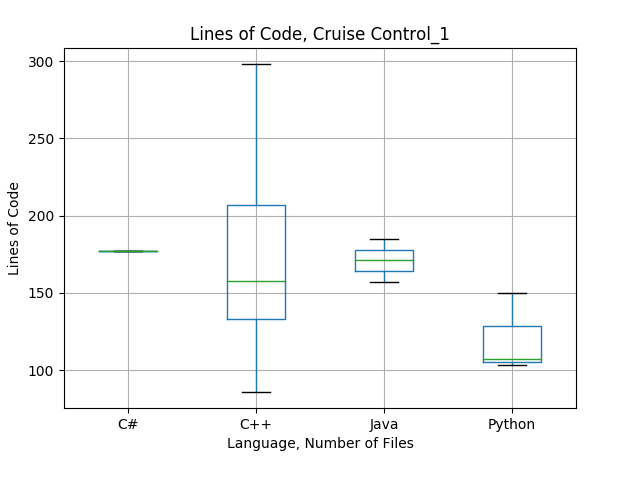 Lines of Code, Cruise Control_1
300
250
200
150
100
Lines of Code
C# C++ Java Python
Language, Number of Files